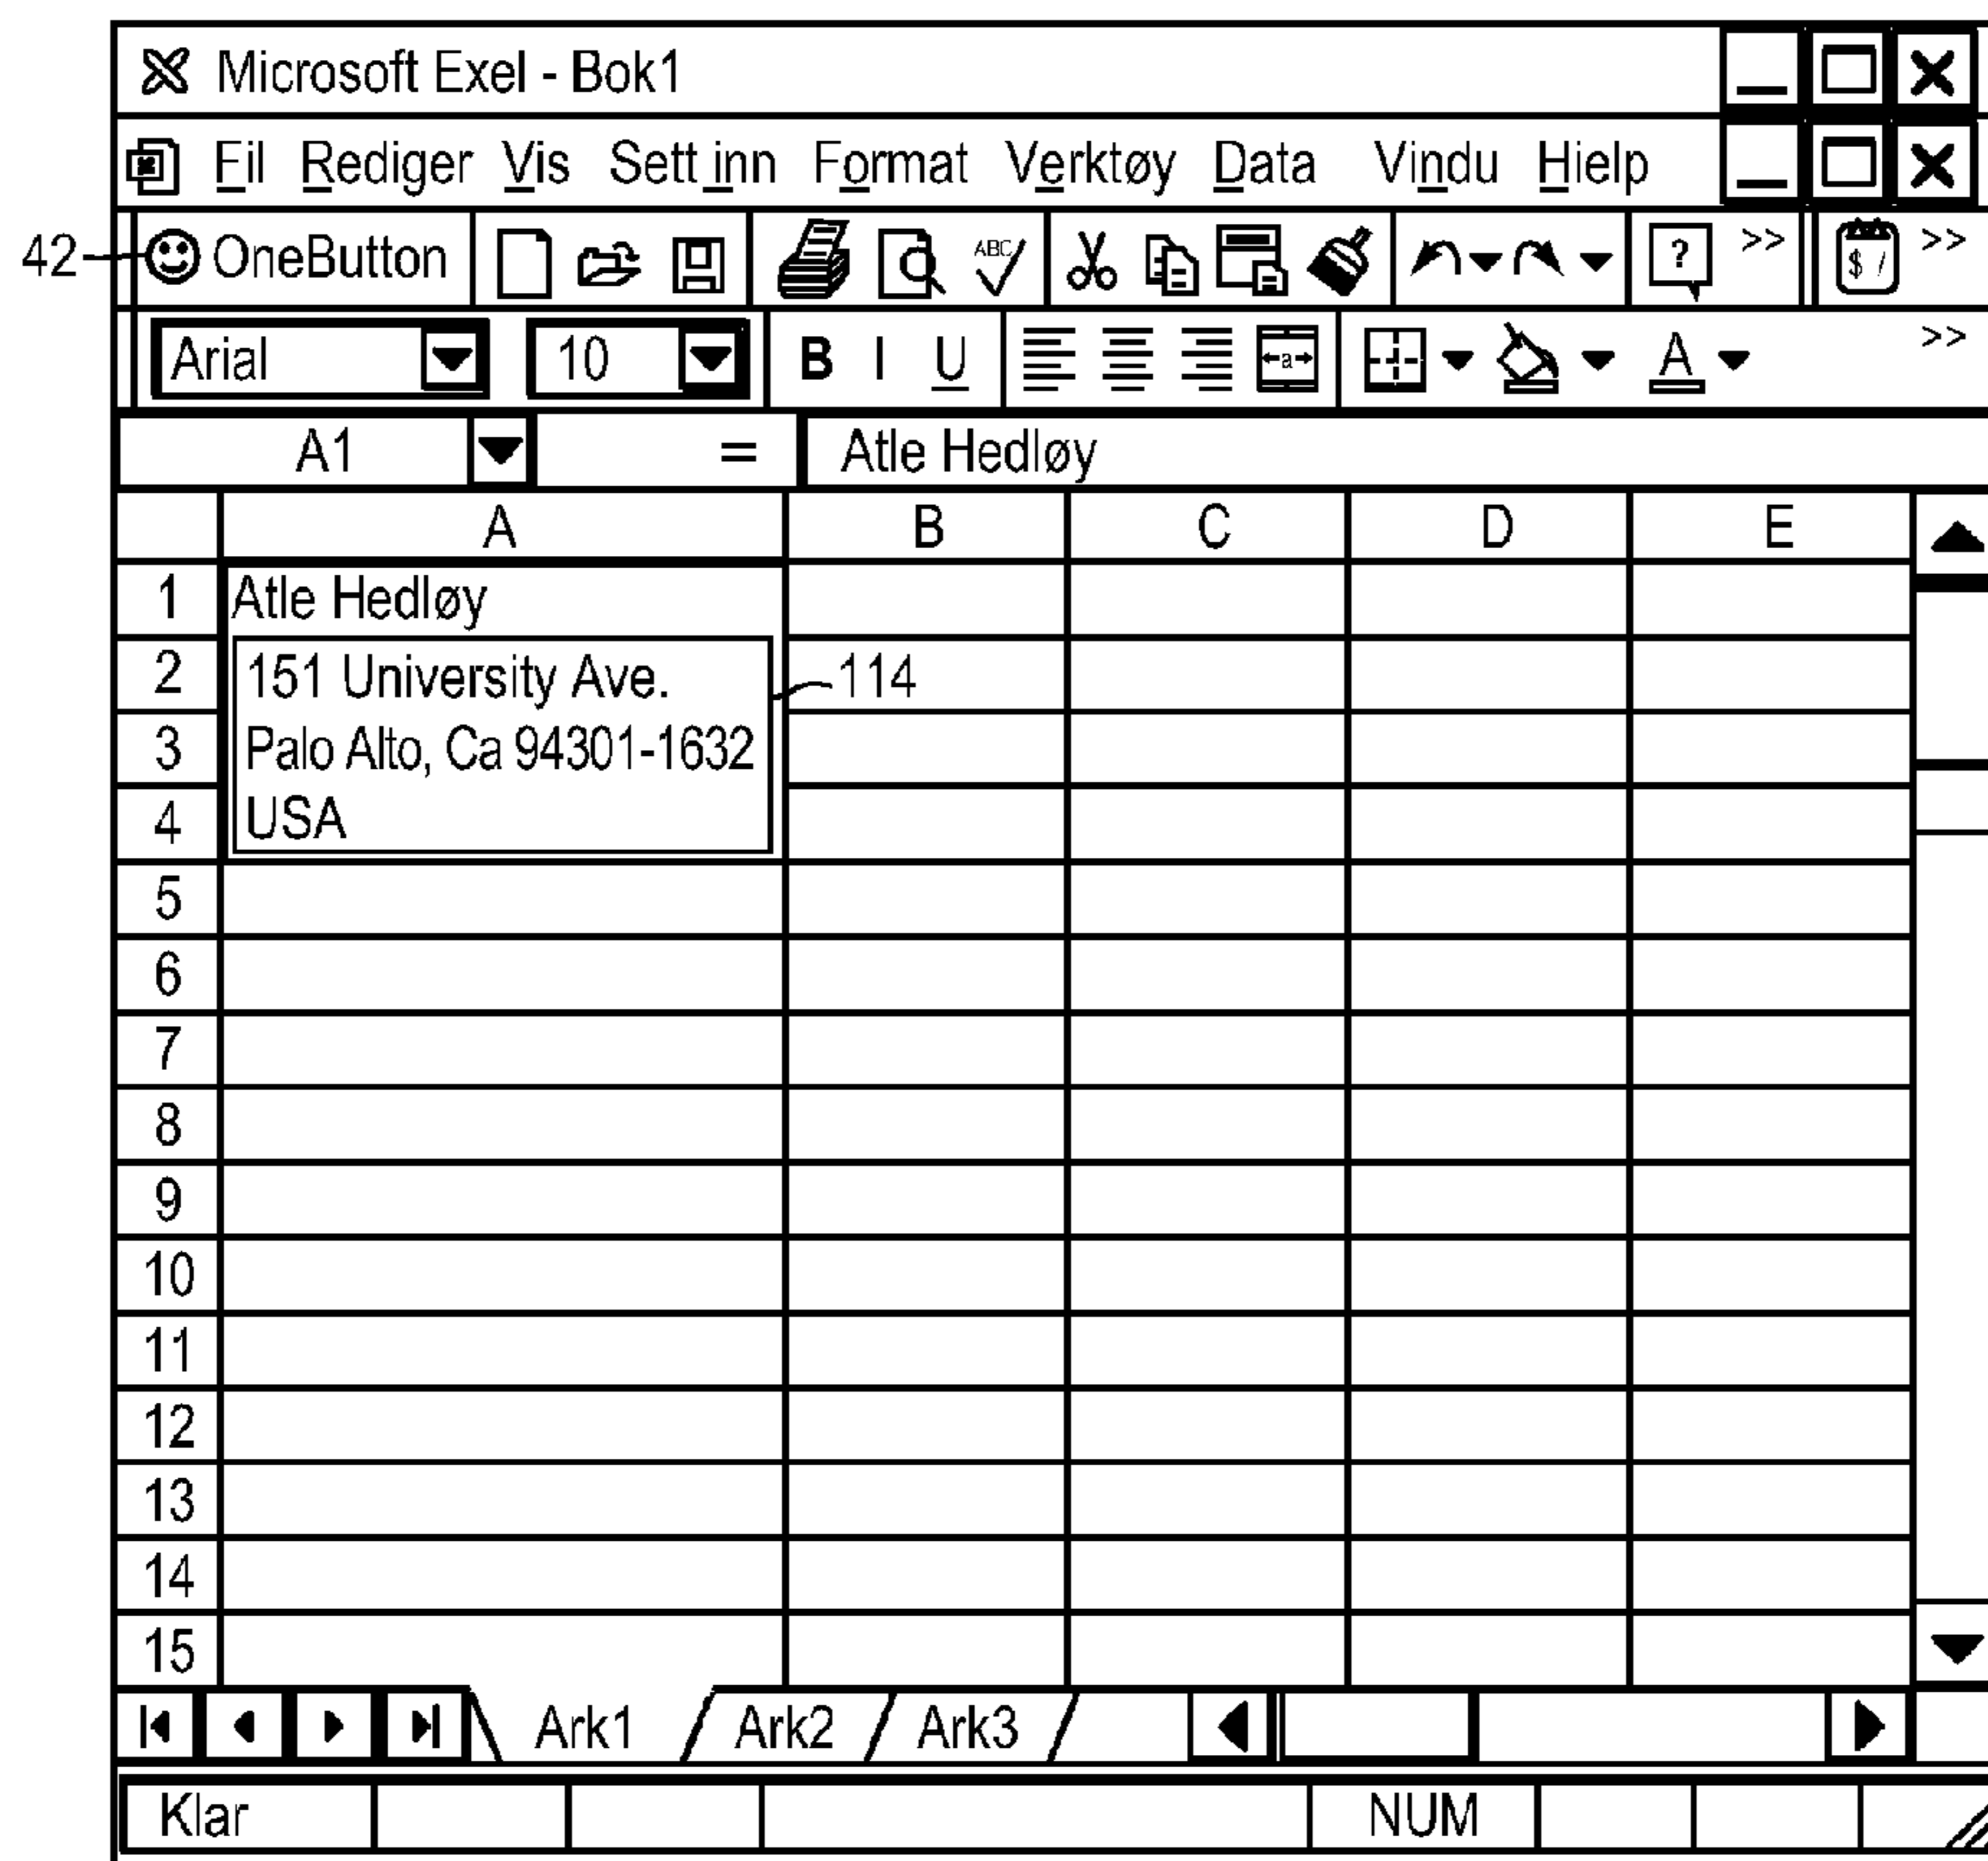 Microsoft Exel - Bok1
Fil Rediger Vis Sett inn Format Verktøy Data Vindu Hielp
42 OneButton ABC ? >> $ / >>
Arial 10 B I U a A >>
A1 = Atle Hedløy
A B C D E
1 Atle Hedløy
2 151 University Ave. 114
3 Palo Alto, Ca 94301-1632
4 USA
5
6
7
8
9
10
11
12
13
14
15
Ark1 Ark2 Ark3
Klar NUM